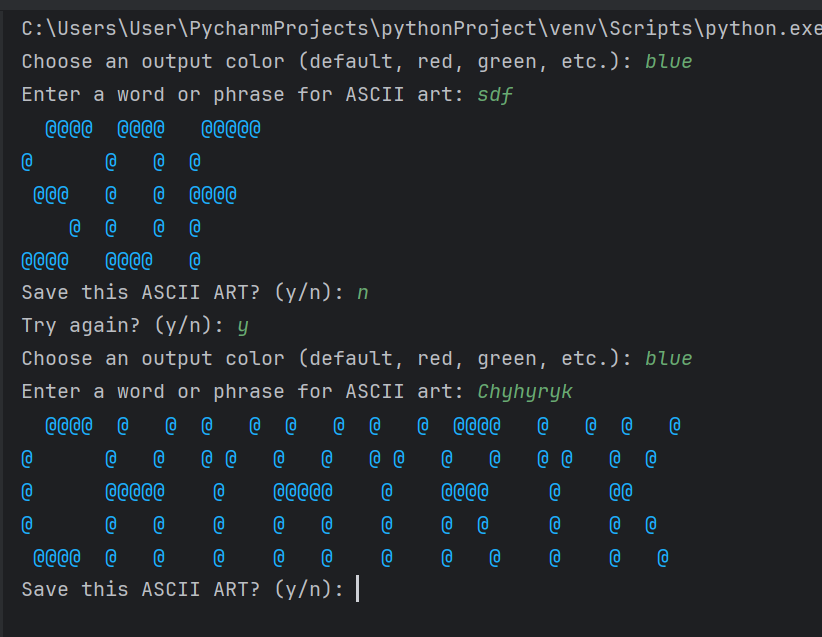 C:\Users\User\PycharmProjects\pythonProject\venv\Scripts\python.exe
Choose an output color (default, red, green, etc.): blue
Enter a word or phrase for ASCII art: sdf
  @@@@  @@@@   @@@@@
@      @   @  @
 @@@   @   @  @@@@
    @  @   @  @
@@@@   @@@@   @
Save this ASCII ART? (y/n): n
Try again? (y/n): y
Choose an output color (default, red, green, etc.): blue
Enter a word or phrase for ASCII art: Chyhyryk
  @@@@  @   @  @   @  @   @  @   @  @@@@   @   @  @   @
@      @   @   @ @   @   @   @ @   @   @   @ @   @  @
@      @@@@@    @    @@@@@    @    @@@@     @    @@
@      @   @    @    @   @    @    @  @     @    @  @
 @@@@  @   @    @    @   @    @    @   @    @    @   @
Save this ASCII ART? (y/n):